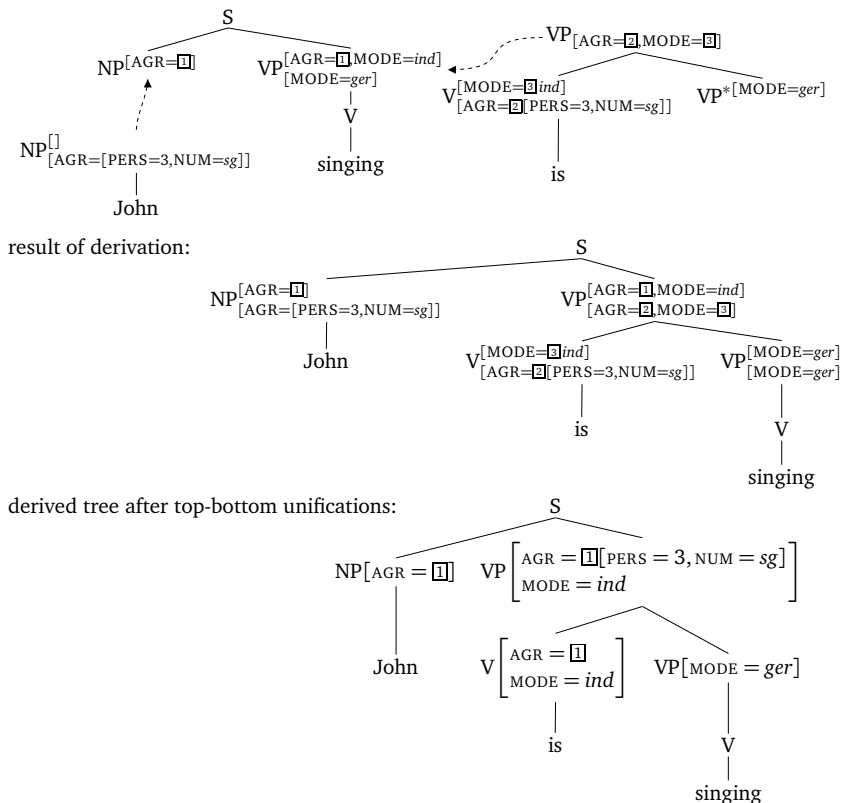 S
NP[AGR=1] VP[AGR=1,MODE=ind][MODE=ger] VP[AGR=2,MODE=3]
V V[MODE=3ind][AGR=2[PERS=3,NUM=sg]] VP*[MODE=ger]
NP[][AGR=[PERS=3,NUM=sg]] singing is
John
result of derivation:
S
NP[AGR=1][AGR=[PERS=3,NUM=sg]] VP[AGR=1,MODE=ind][AGR=2,MODE=3]
John V[MODE=3ind][AGR=2[PERS=3,NUM=sg]] VP[MODE=ger][MODE=ger]
is V
singing
derived tree after top-bottom unifications:
S
NP[AGR = 1] VP[AGR = 1[PERS = 3, NUM = sg] MODE = ind]
John V[AGR = 1 MODE = ind] VP[MODE = ger]
is V
singing